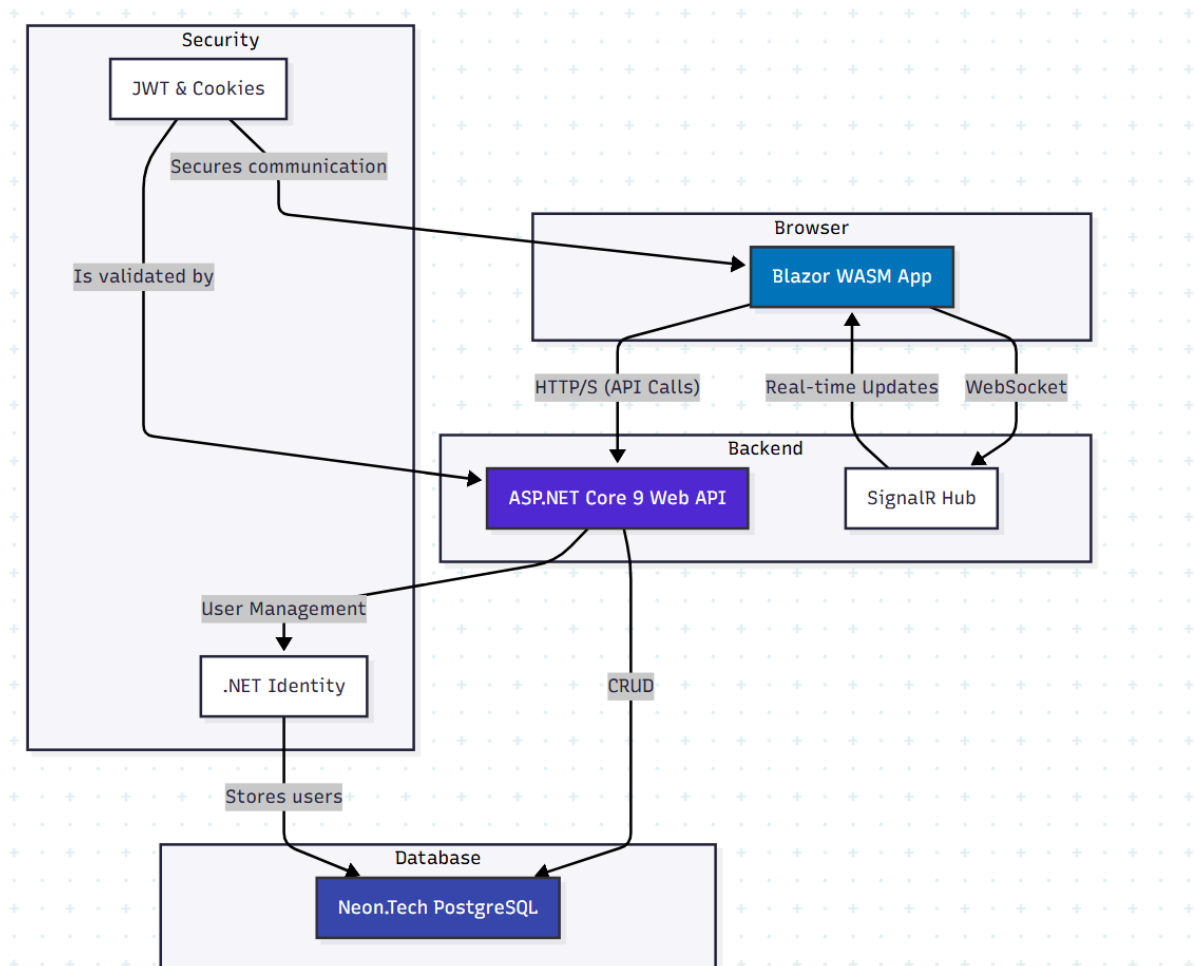 Security
JWT & Cookies
Secures communication
Is validated by
Browser
Blazor WASM App
HTTP/S (API Calls)
Real-time Updates
WebSocket
Backend
ASP.NET Core 9 Web API
SignalR Hub
User Management
.NET Identity
CRUD
Stores users
Database
Neon.Tech PostgreSQL